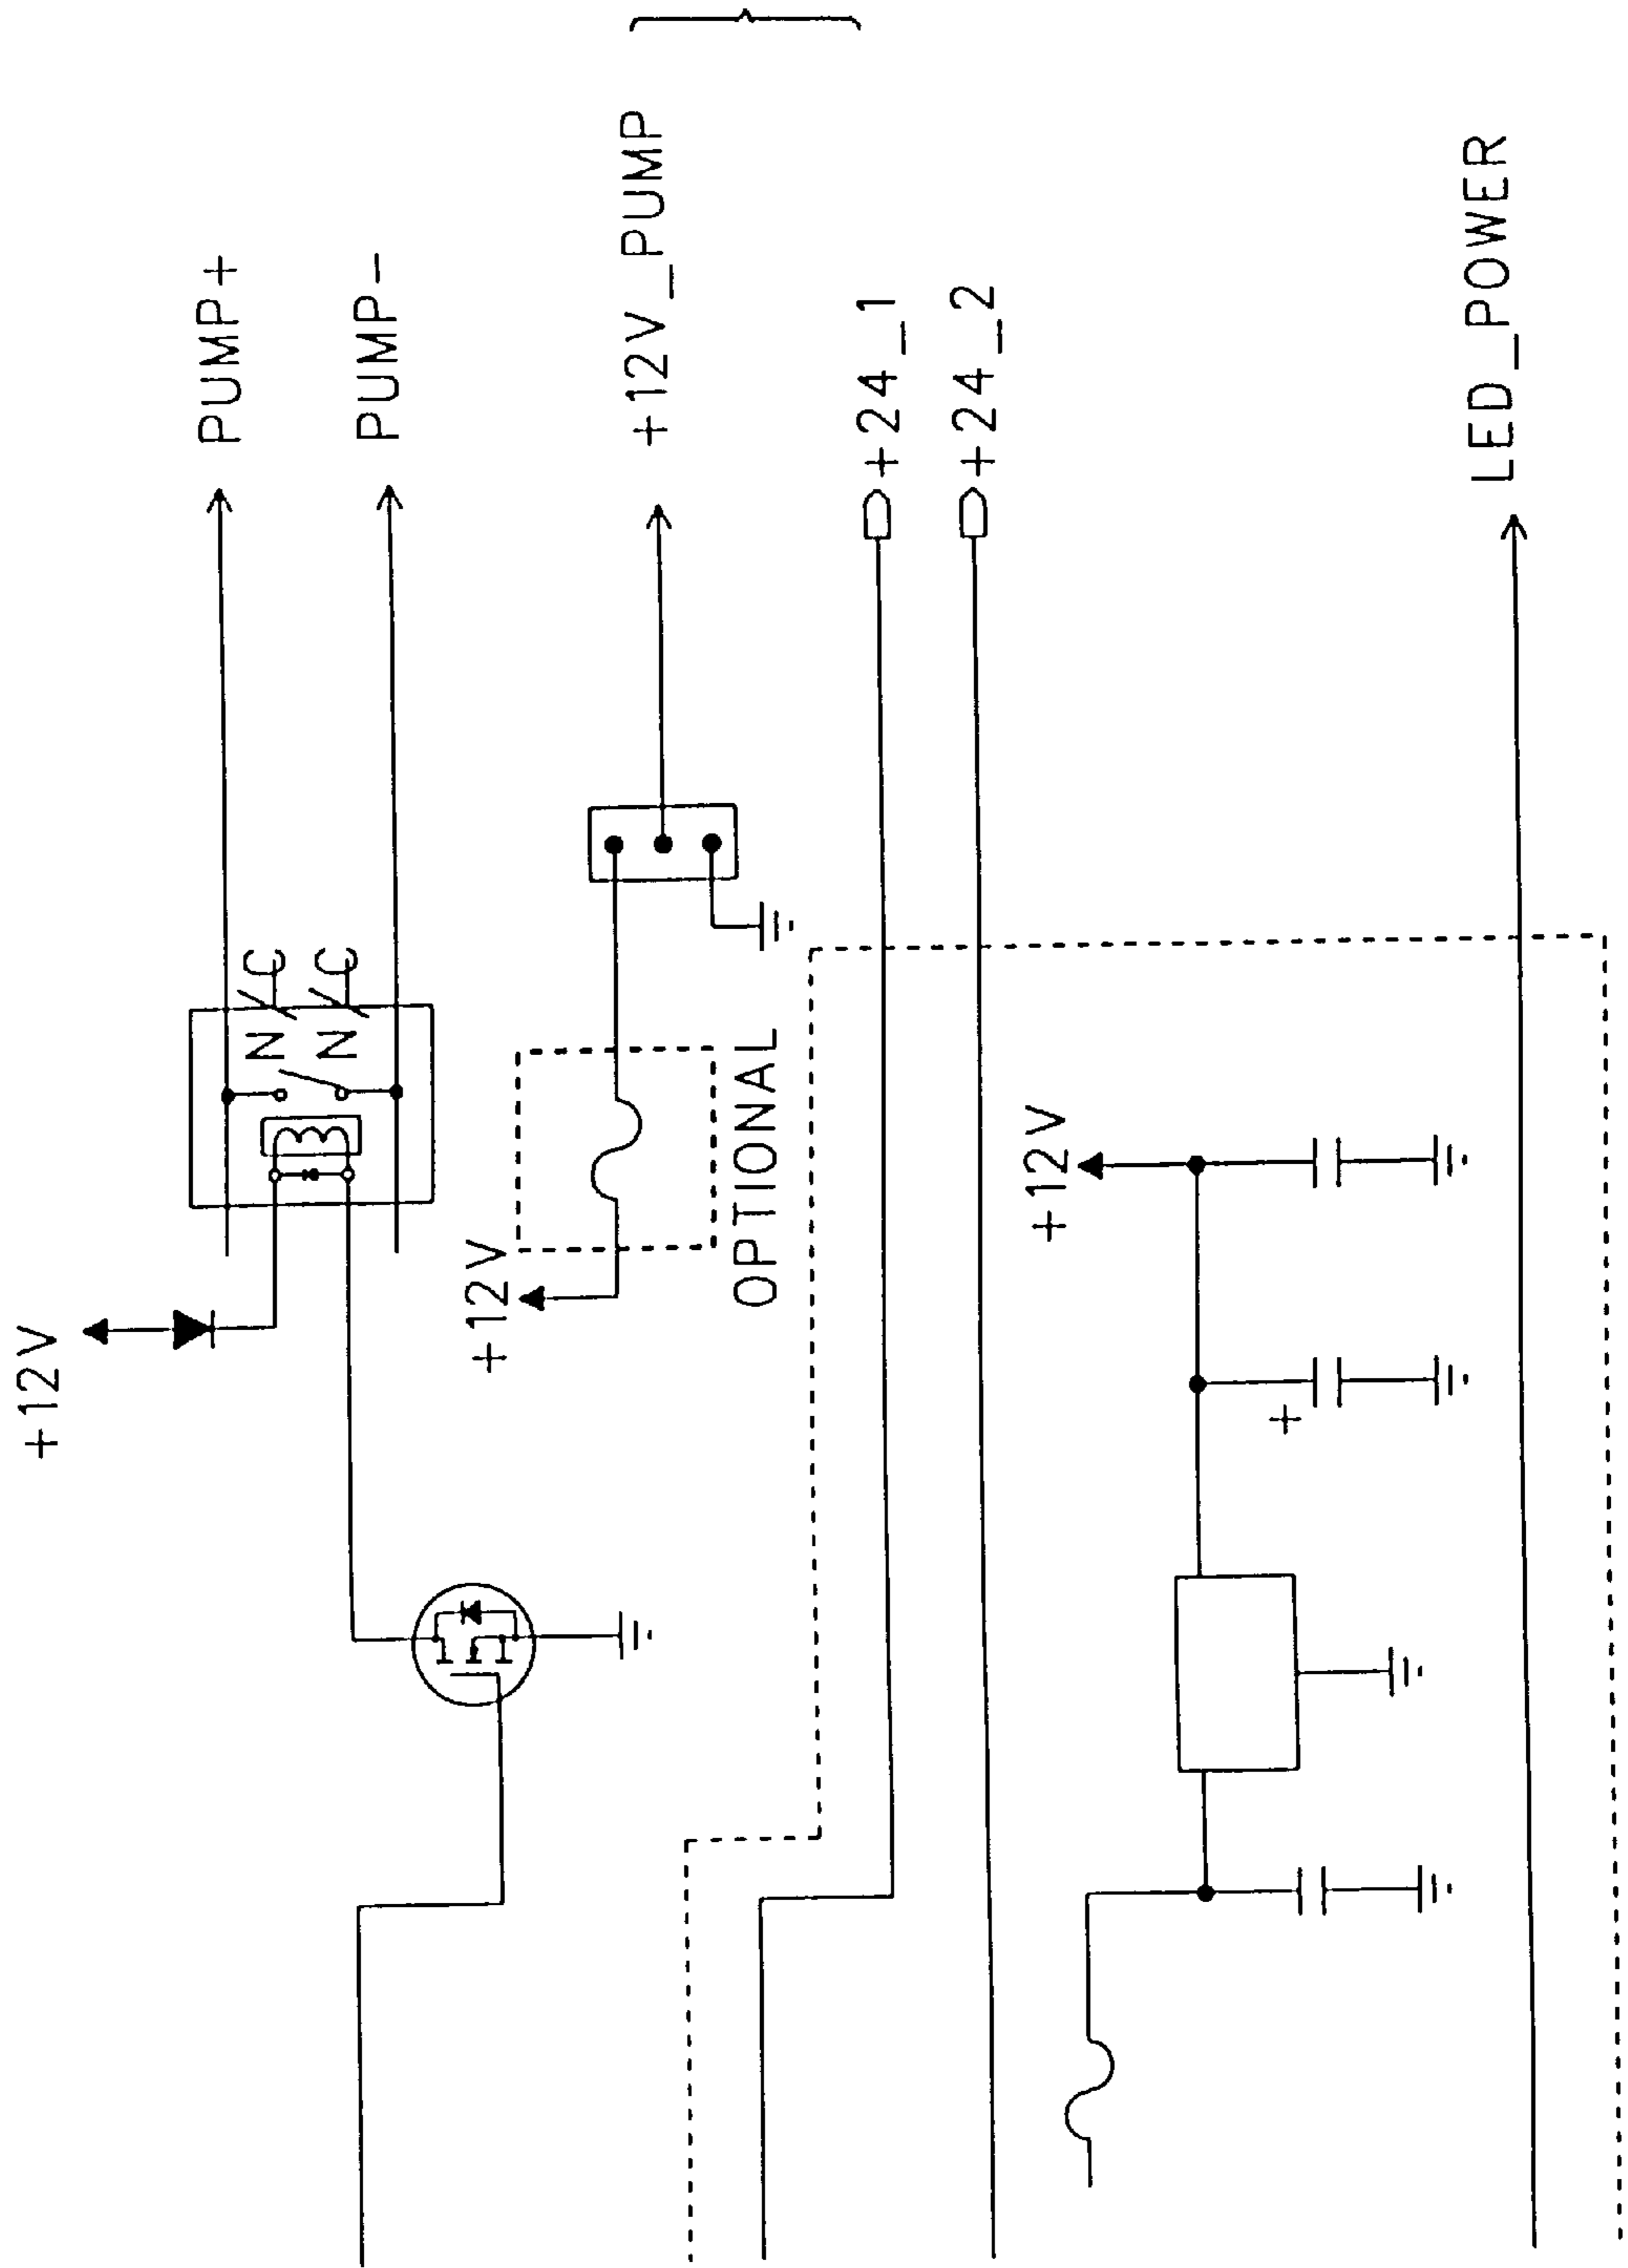 +12V
PUMP+
PUMP-
N C
N C
+12V
OPTIONAL
+12V_PUMP
+24_1
+24_2
+12V
+
LED_POWER